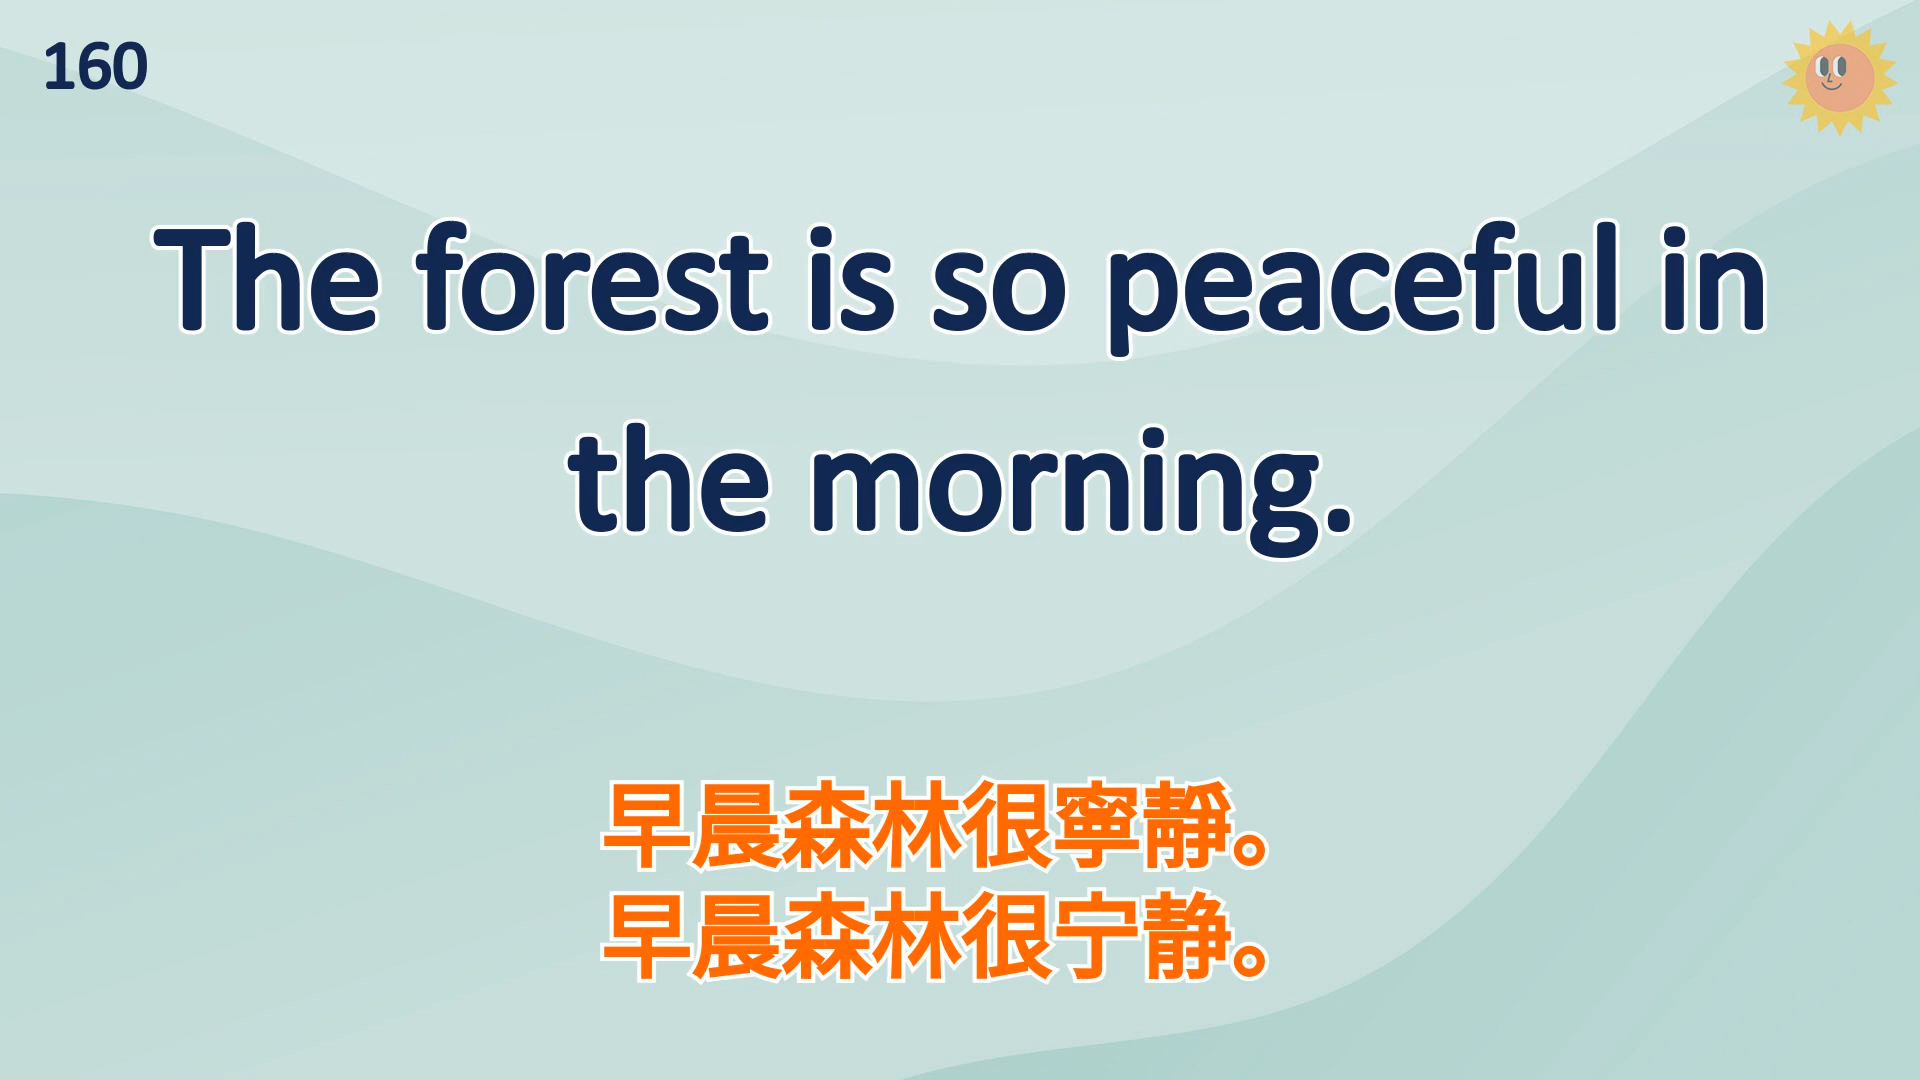 160
The forest is so peaceful in
the morning.
早晨森林很寧靜。
早晨森林很宁静。